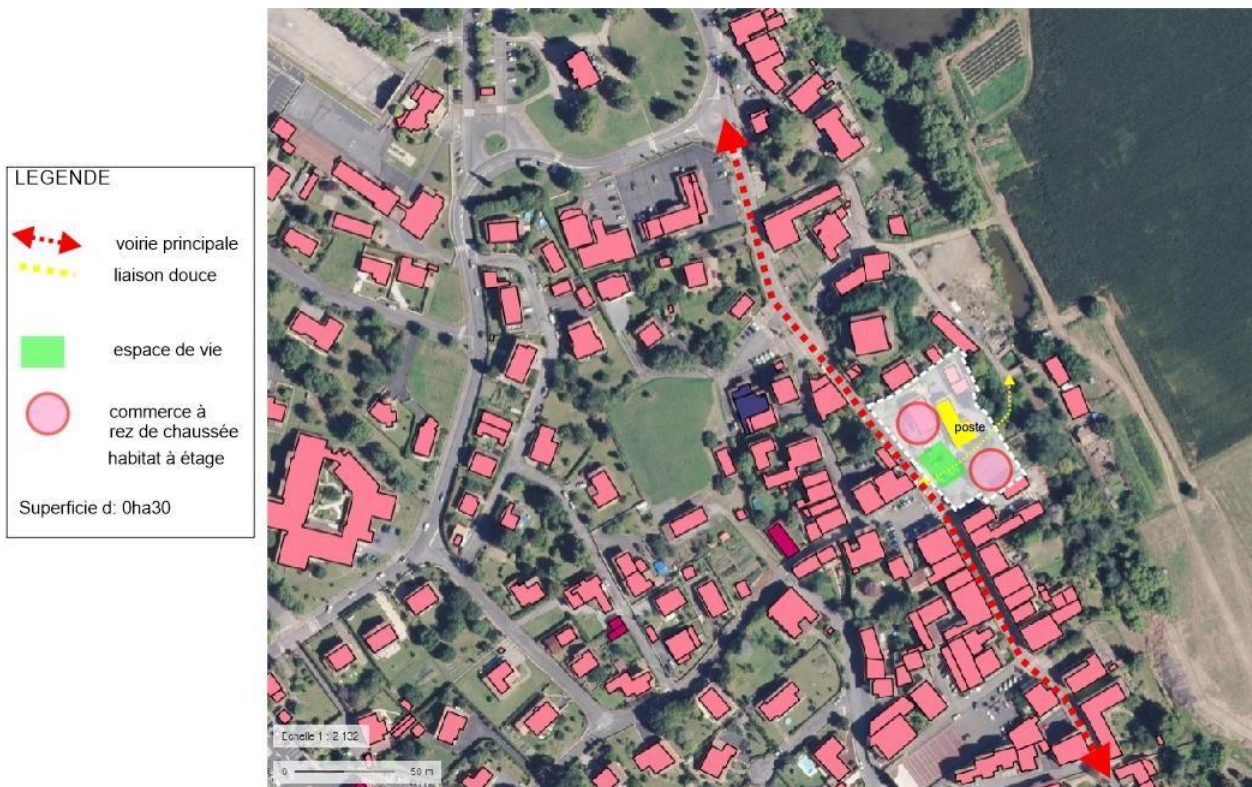 LEGENDE
voirie principale
liaison douce
espace de vie
commerce à
rez de chaussée
habitat à étage
Superficie d: 0ha30
poste
Echelle 1 : 2 132
0 50 m